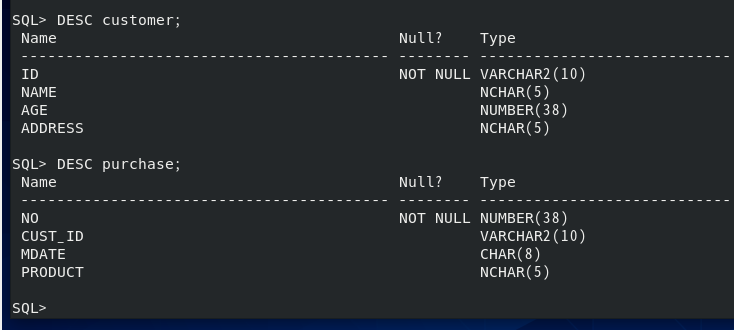 SQL> DESC customer;
 Name                                      Null?    Type
 ----------------------------------------- -------- ----------------------------
 ID                                        NOT NULL VARCHAR2(10)
 NAME                                               NCHAR(5)
 AGE                                                NUMBER(38)
 ADDRESS                                            NCHAR(5)

SQL> DESC purchase;
 Name                                      Null?    Type
 ----------------------------------------- -------- ----------------------------
 NO                                        NOT NULL NUMBER(38)
 CUST_ID                                            VARCHAR2(10)
 MDATE                                              CHAR(8)
 PRODUCT                                            NCHAR(5)

SQL>